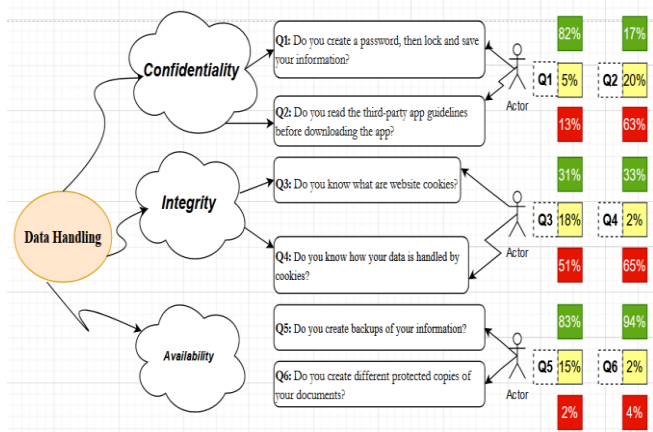 Data Handling
Confidentiality
Q1: Do you create a password, then lock and save
your information?
Q2: Do you read the third-party app guidelines
before downloading the app?
Actor
82%
17%
Q1
5%
Q2
20%
13%
63%
Integrity
Q3: Do you know what are website cookies?
Q4: Do you know how your data is handled by
cookies?
Actor
31%
33%
Q3
18%
Q4
2%
51%
65%
Availability
Q5: Do you create backups of your information?
Q6: Do you create different protected copies of
your documents?
Actor
83%
94%
Q5
15%
Q6
2%
2%
4%